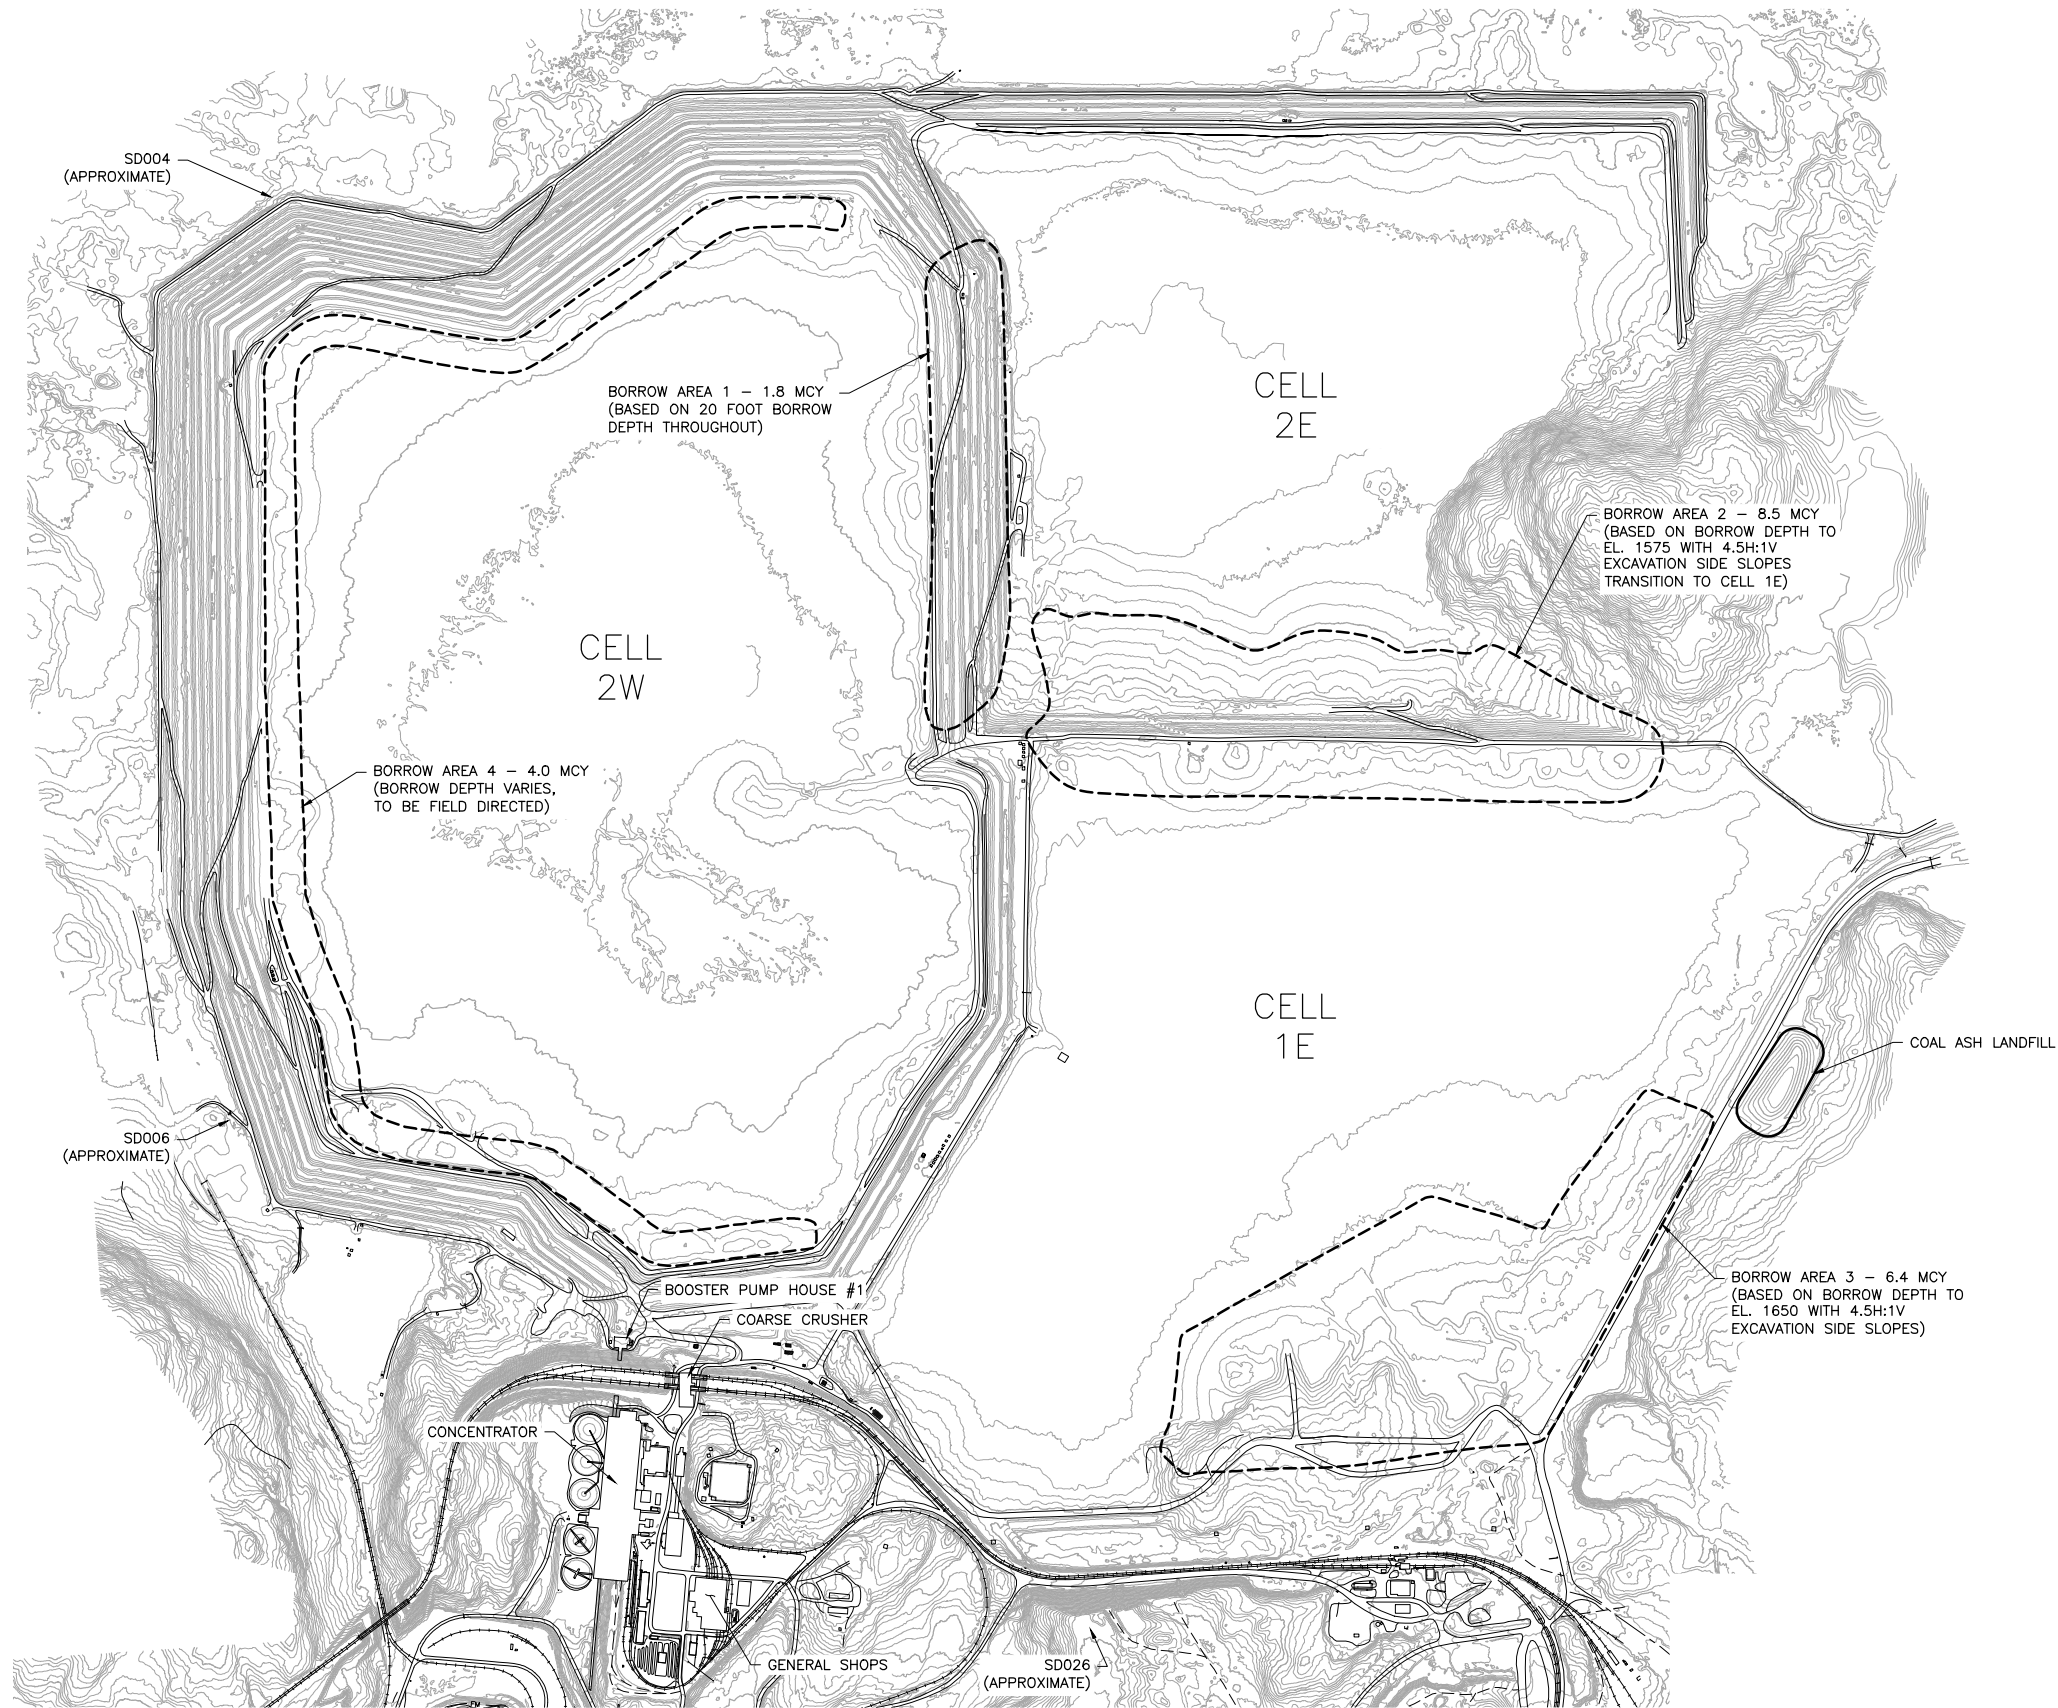 SD004
(APPROXIMATE)
BORROW AREA 1 – 1.8 MCY
(BASED ON 20 FOOT BORROW
DEPTH THROUGHOUT)
CELL
2E
BORROW AREA 2 – 8.5 MCY
(BASED ON BORROW DEPTH TO
EL. 1575 WITH 4.5H:1V
EXCAVATION SIDE SLOPES
TRANSITION TO CELL 1E)
CELL
2W
BORROW AREA 4 – 4.0 MCY
(BORROW DEPTH VARIES,
TO BE FIELD DIRECTED)
CELL
1E
COAL ASH LANDFILL
SD006
(APPROXIMATE)
BORROW AREA 3 – 6.4 MCY
(BASED ON BORROW DEPTH TO
EL. 1650 WITH 4.5H:1V
EXCAVATION SIDE SLOPES)
BOOSTER PUMP HOUSE #1
COARSE CRUSHER
CONCENTRATOR
GENERAL SHOPS
SD026
(APPROXIMATE)